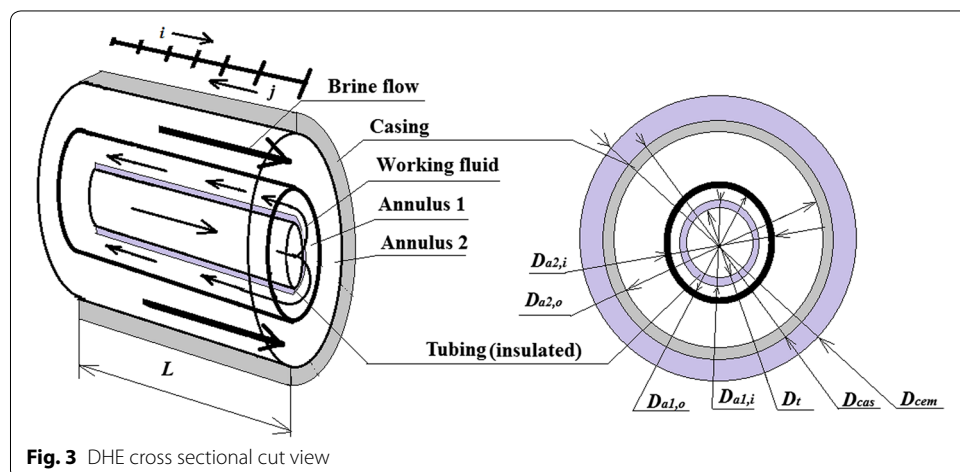 i
j
Brine flow
Casing
Working fluid
Annulus 1
Annulus 2
Da2,i
Da2,o
L
Tubing (insulated)
Da1,o
Da1,i
Dt
Dcas
Dcem
Fig. 3 DHE cross sectional cut view